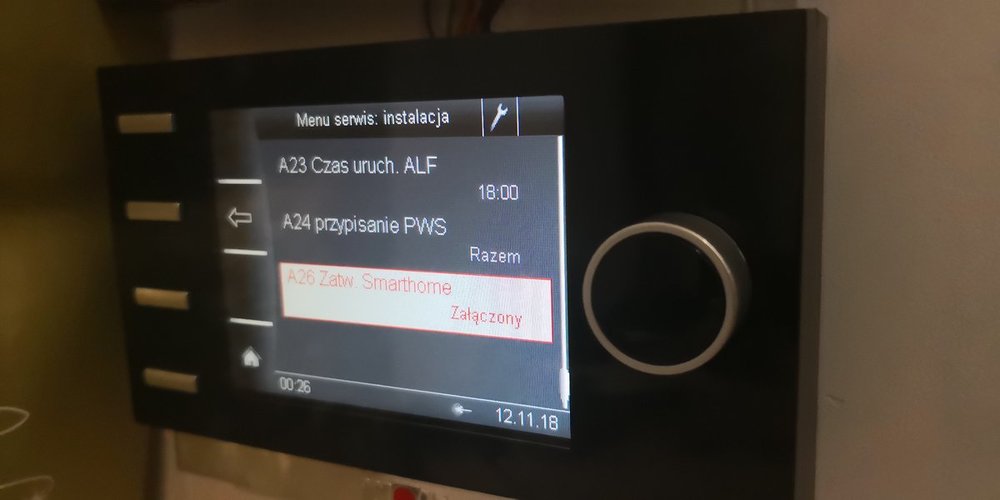 Menu serwis: instalacja
A23 Czas uruch. ALF
18:00
A24 przypisanie PWS
Razem
A26 Zatw. Smarthome
Załączony
00:26
12.11.18